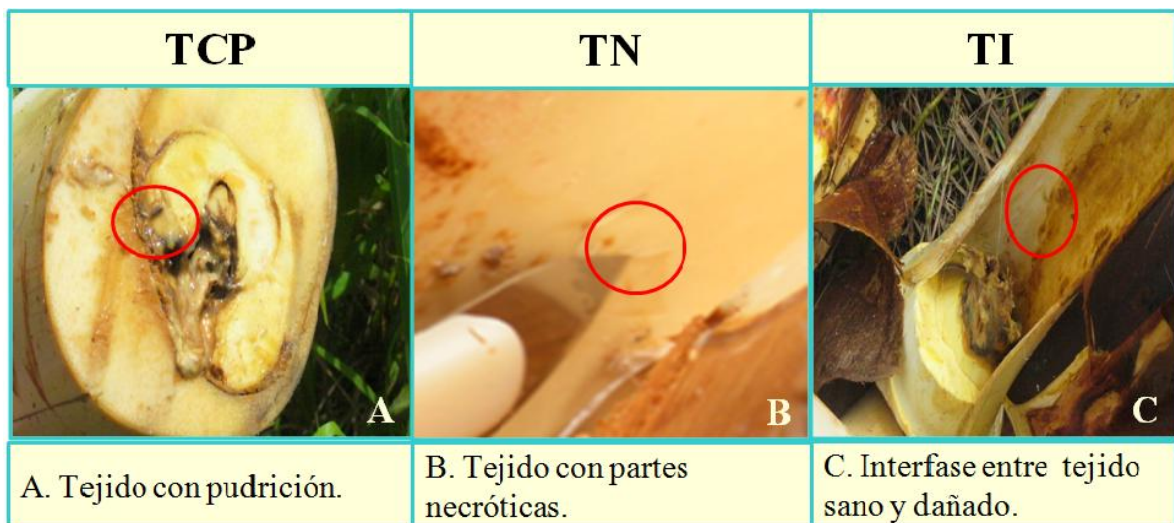 TCP
TN
TI
A
B
C
A. Tejido con pudrición.
B. Tejido con partes
necróticas.
C. Interfase entre tejido
sano y dañado.